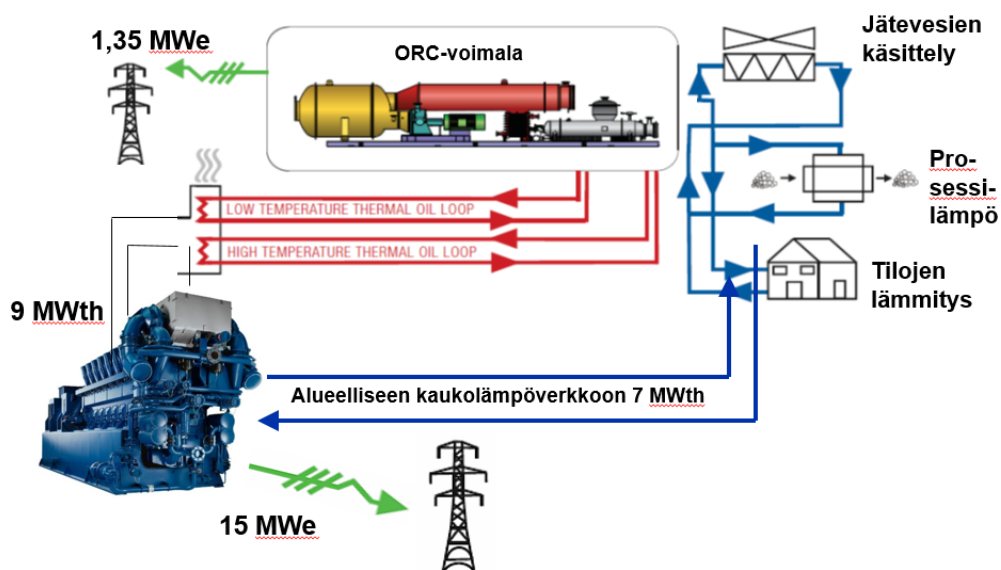 1,35 MWe
ORC-voimala
Jätevesien
käsittely
Pro-
sessi-
lämpö
LOW TEMPERATURE THERMAL OIL LOOP
HIGH TEMPERATURE THERMAL OIL LOOP
Tilojen
lämmitys
9 MWth
Alueelliseen kaukolämpöverkkoon 7 MWth
15 MWe